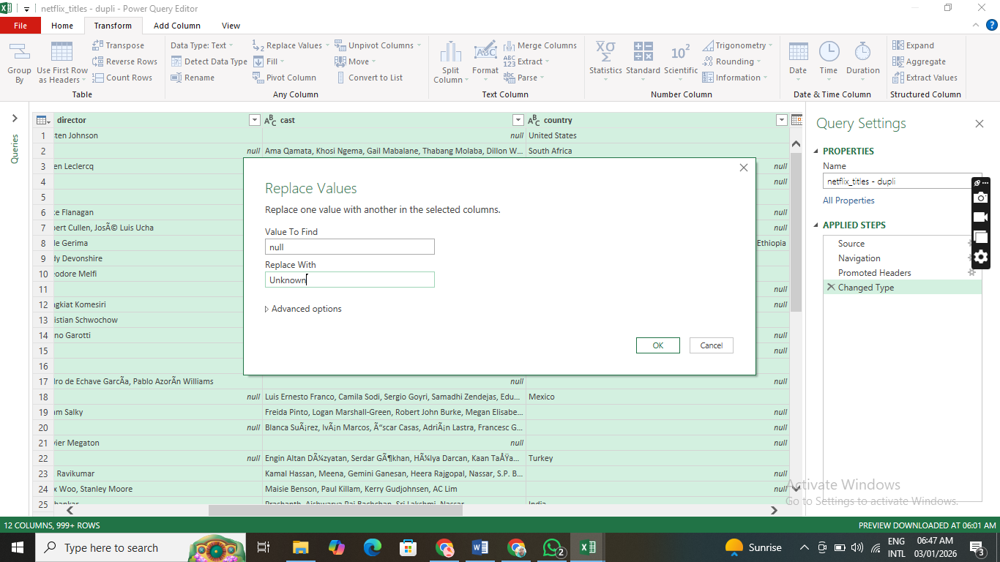 netflix_titles - dupli - Power Query Editor
File Home Transform Add Column View
Group By
Use First Row as Headers
Transpose
Reverse Rows
Count Rows
Table
Data Type: Text
Detect Data Type
Rename
Replace Values
Fill
Pivot Column
Unpivot Columns
Move
Convert to List
Any Column
Split Column
Format
Merge Columns
Extract
Parse
Text Column
Statistics
Standard
Scientific
Trigonometry
Rounding
Information
Number Column
Date
Time
Duration
Date & Time Column
Expand
Aggregate
Extract Values
Structured Column
Queries
director cast country
1 ten Johnson null United States
2 null Ama Qamata, Khosi Ngema, Gail Mabalane, Thabang Molaba, Dillon W... South Africa
3 en Leclercq null
4 null
5
6 e Flanagan null
7 ert Cullen, JosÃ© Luis Ucha null
8 le Gerima Ethiopia
9 dy Devonshire
10 eodore Melfi
11 null
12 gkiat Komesiri null
13 istian Schwochow
14 no Garotti null
15 null
16
17 ro de Echave GarcÃ­a, Pablo AzorÃ­n Williams null null
18 null Luis Ernesto Franco, Camila Sodi, Sergio Goyri, Samadhi Zendejas, Edu... Mexico
19 m Salky Freida Pinto, Logan Marshall-Green, Robert John Burke, Megan Elisabe... null
20 null Blanca SuÃ¡rez, IvÃ¡n Marcos, Ã“scar Casas, AdriÃ¡n Lastra, Francesc G... null
21 vier Megaton null null
22 null Engin Altan DÃ¼zyatan, Serdar GÃ¶khan, HÃ¼lya Darcan, Kaan TaÅŸa... Turkey
23 Ravikumar Kamal Hassan, Meena, Gemini Ganesan, Heera Rajgopal, Nassar, S.P. B... null
24 x Woo, Stanley Moore Maisie Benson, Paul Killam, Kerry Gudjohnsen, AC Lim null
25 hankar Prashanth, Aishwarya Rai Bachchan, Sri Lakshmi, Nassar India
Replace Values
Replace one value with another in the selected columns.
Value To Find
null
Replace With
Unknown
Advanced options
OK Cancel
Query Settings
PROPERTIES
Name
netflix_titles - dupli
All Properties
APPLIED STEPS
Source
Navigation
Promoted Headers
Changed Type
Activate Windows
Go to Settings to activate Windows.
12 COLUMNS, 999+ ROWS
PREVIEW DOWNLOADED AT 06:01 AM
Type here to search
2
Sunrise
ENG
INTL
06:47 AM
03/01/2026
3